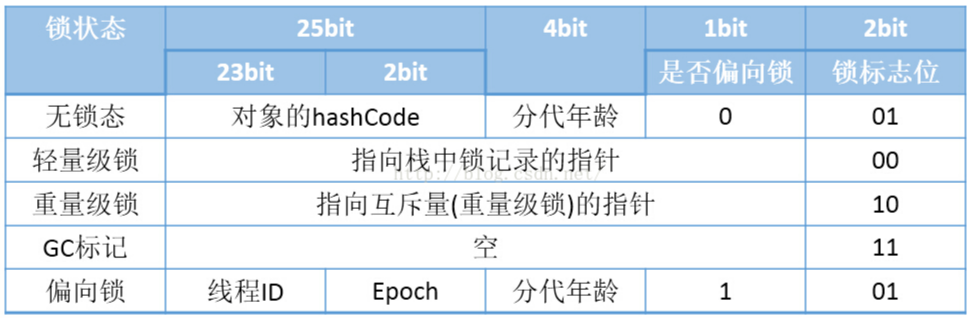 锁状态 25bit 4bit 1bit 2bit
23bit 2bit 是否偏向锁 锁标志位
无锁态 对象的hashCode 分代年龄 0 01
轻量级锁 指向栈中锁记录的指针 00
http://blog.csdn.net/
重量级锁 指向互斥量(重量级锁)的指针 10
GC标记 空 11
偏向锁 线程ID Epoch 分代年龄 1 01